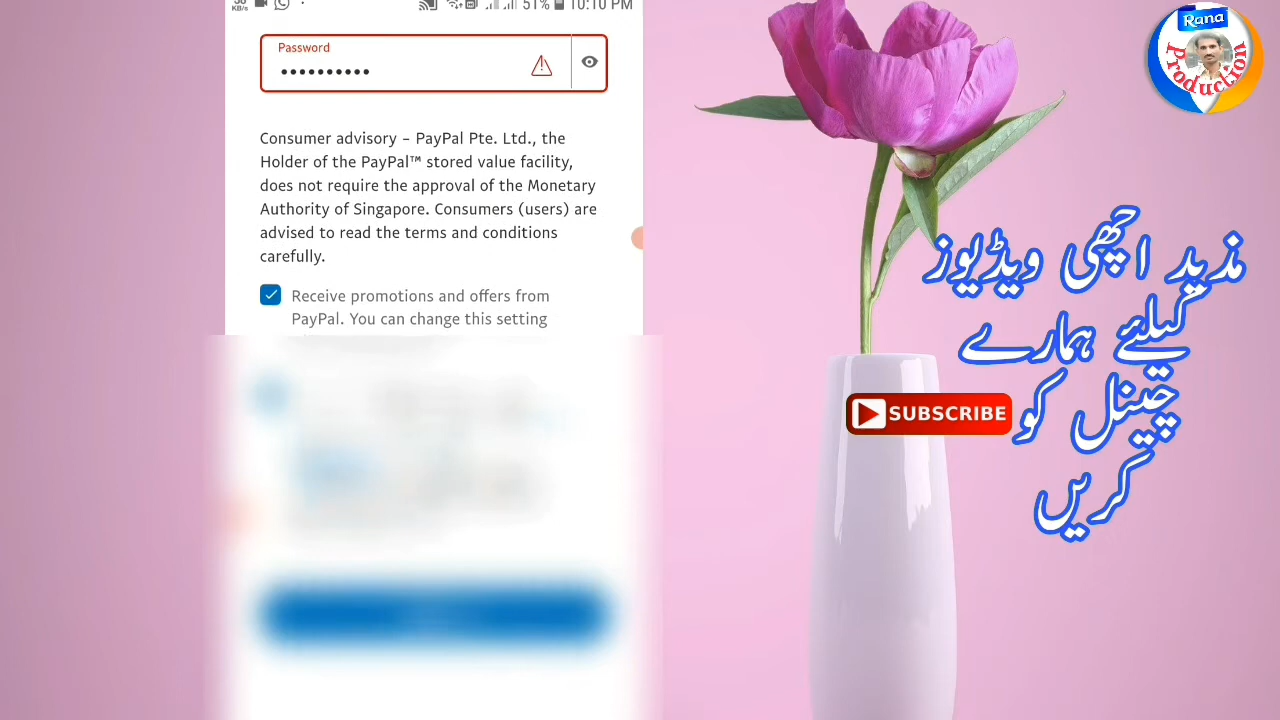 51% 10:10 PM
KB/s
Password
••••••••••
Consumer advisory - PayPal Pte. Ltd., the
Holder of the PayPal™ stored value facility,
does not require the approval of the Monetary
Authority of Singapore. Consumers (users) are
advised to read the terms and conditions
carefully.
Receive promotions and offers from
PayPal. You can change this setting
Rana
Production
مذید اچھی ویڈیوز
کیلئے ہمارے
چینل کو
SUBSCRIBE
کریں